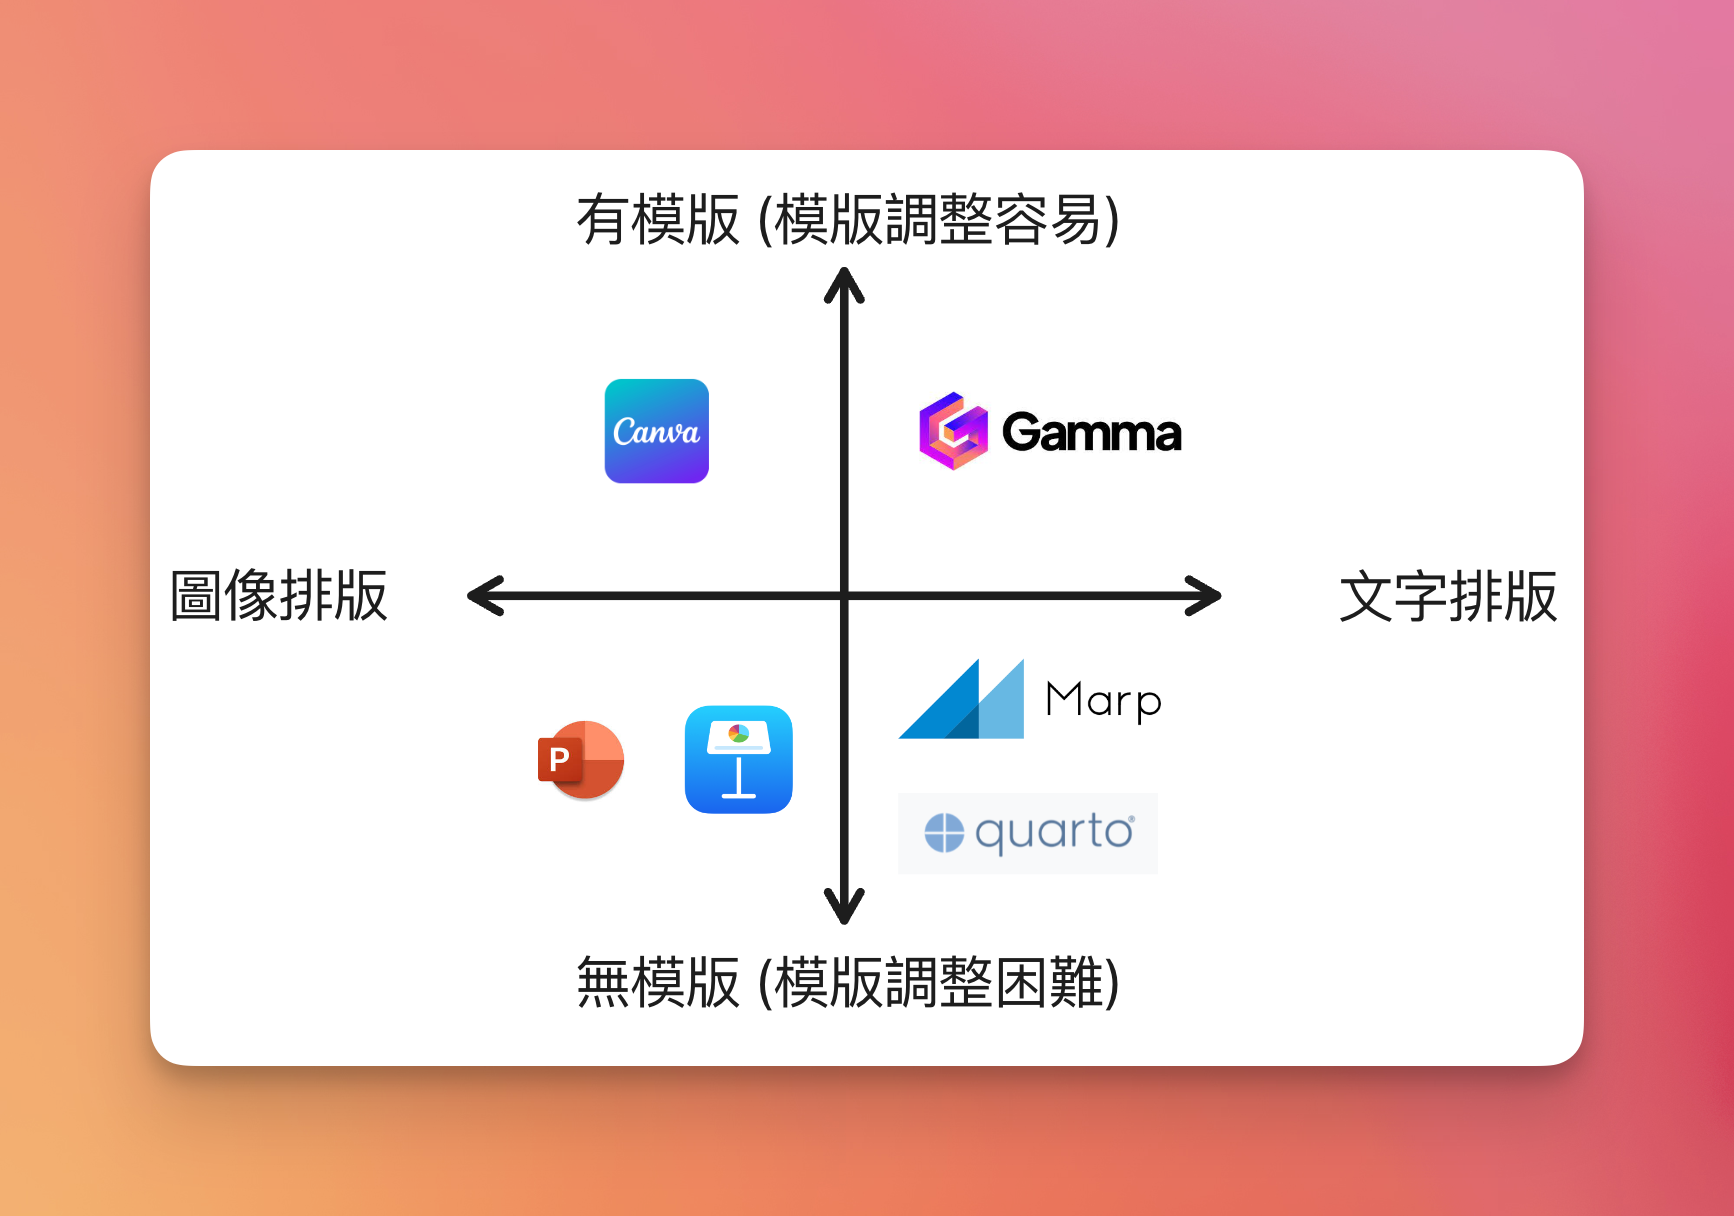 有模版 (模版調整容易)
Canva
Gamma
圖像排版
文字排版
Marp
P
quarto®
無模版 (模版調整困難)